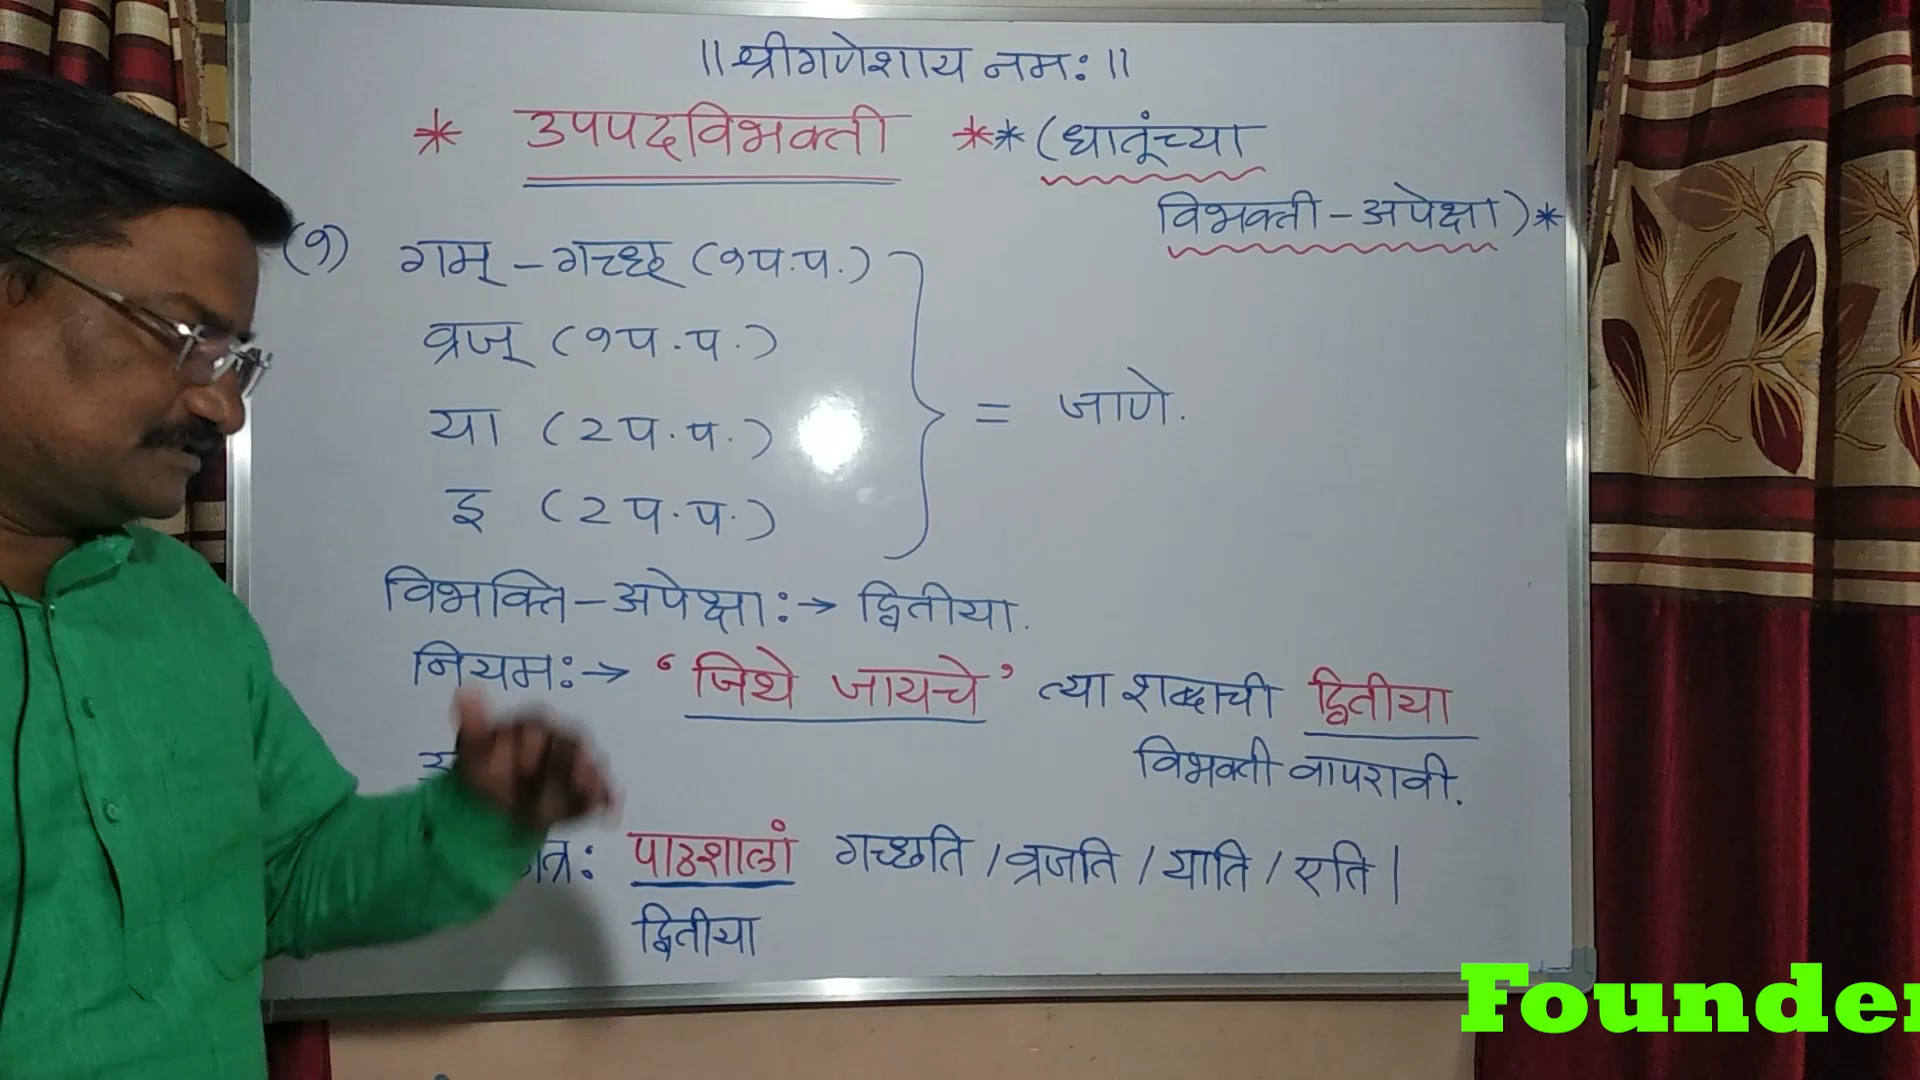 ॥ श्रीगणेशाय नमः ॥
* उपपदविभक्ती ** (धातूंच्या
विभक्ती - अपेक्षा) *
(१) गम् - गच्छ् (१प.प.)
व्रज् (१प.प.)
या (२प.प.)
इ (२प.प.)
= जाणे.
विभक्ति - अपेक्षा :→ द्वितीया.
नियम :→ ‘जिथे जायचे’ त्या शब्दाची द्वितीया
विभक्ती वापरावी.
पाठशालां गच्छति / व्रजति / याति / एति |
द्वितीया
Founder